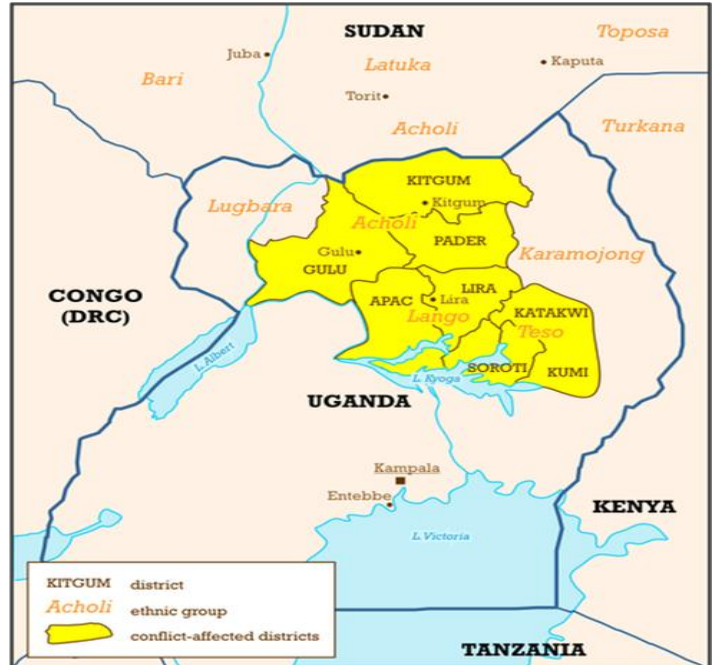 SUDAN
Toposa
Juba
Latuka
Kaputa
Bari
Torit
Acholi
Turkana
KITGUM
Kitgum
Lugbara
Acholi
PADER
Gulu
Karamojong
GULU
CONGO
(DRC)
APAC
LIRA
Lira
KATAKWI
Lango
Teso
L. Albert
SOROTI
KUMI
L. Kyoga
UGANDA
Kampala
Entebbe
KENYA
L. Victoria
KITGUM district
Acholi ethnic group
conflict-affected districts
TANZANIA